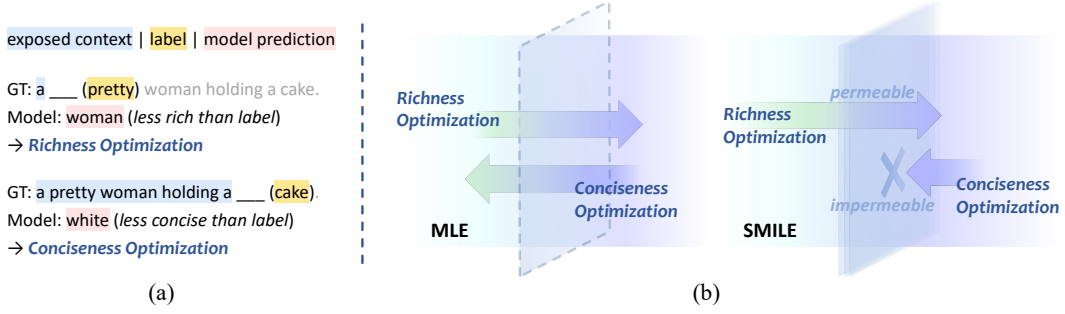 exposed context | label | model prediction
GT: a ___ (pretty) woman holding a cake.
Model: woman (less rich than label)
→ Richness Optimization
GT: a pretty woman holding a ___ (cake).
Model: white (less concise than label)
→ Conciseness Optimization
(a)
Richness
Optimization
Conciseness
Optimization
MLE
permeable
Richness
Optimization
X
Conciseness
Optimization
impermeable
SMILE
(b)